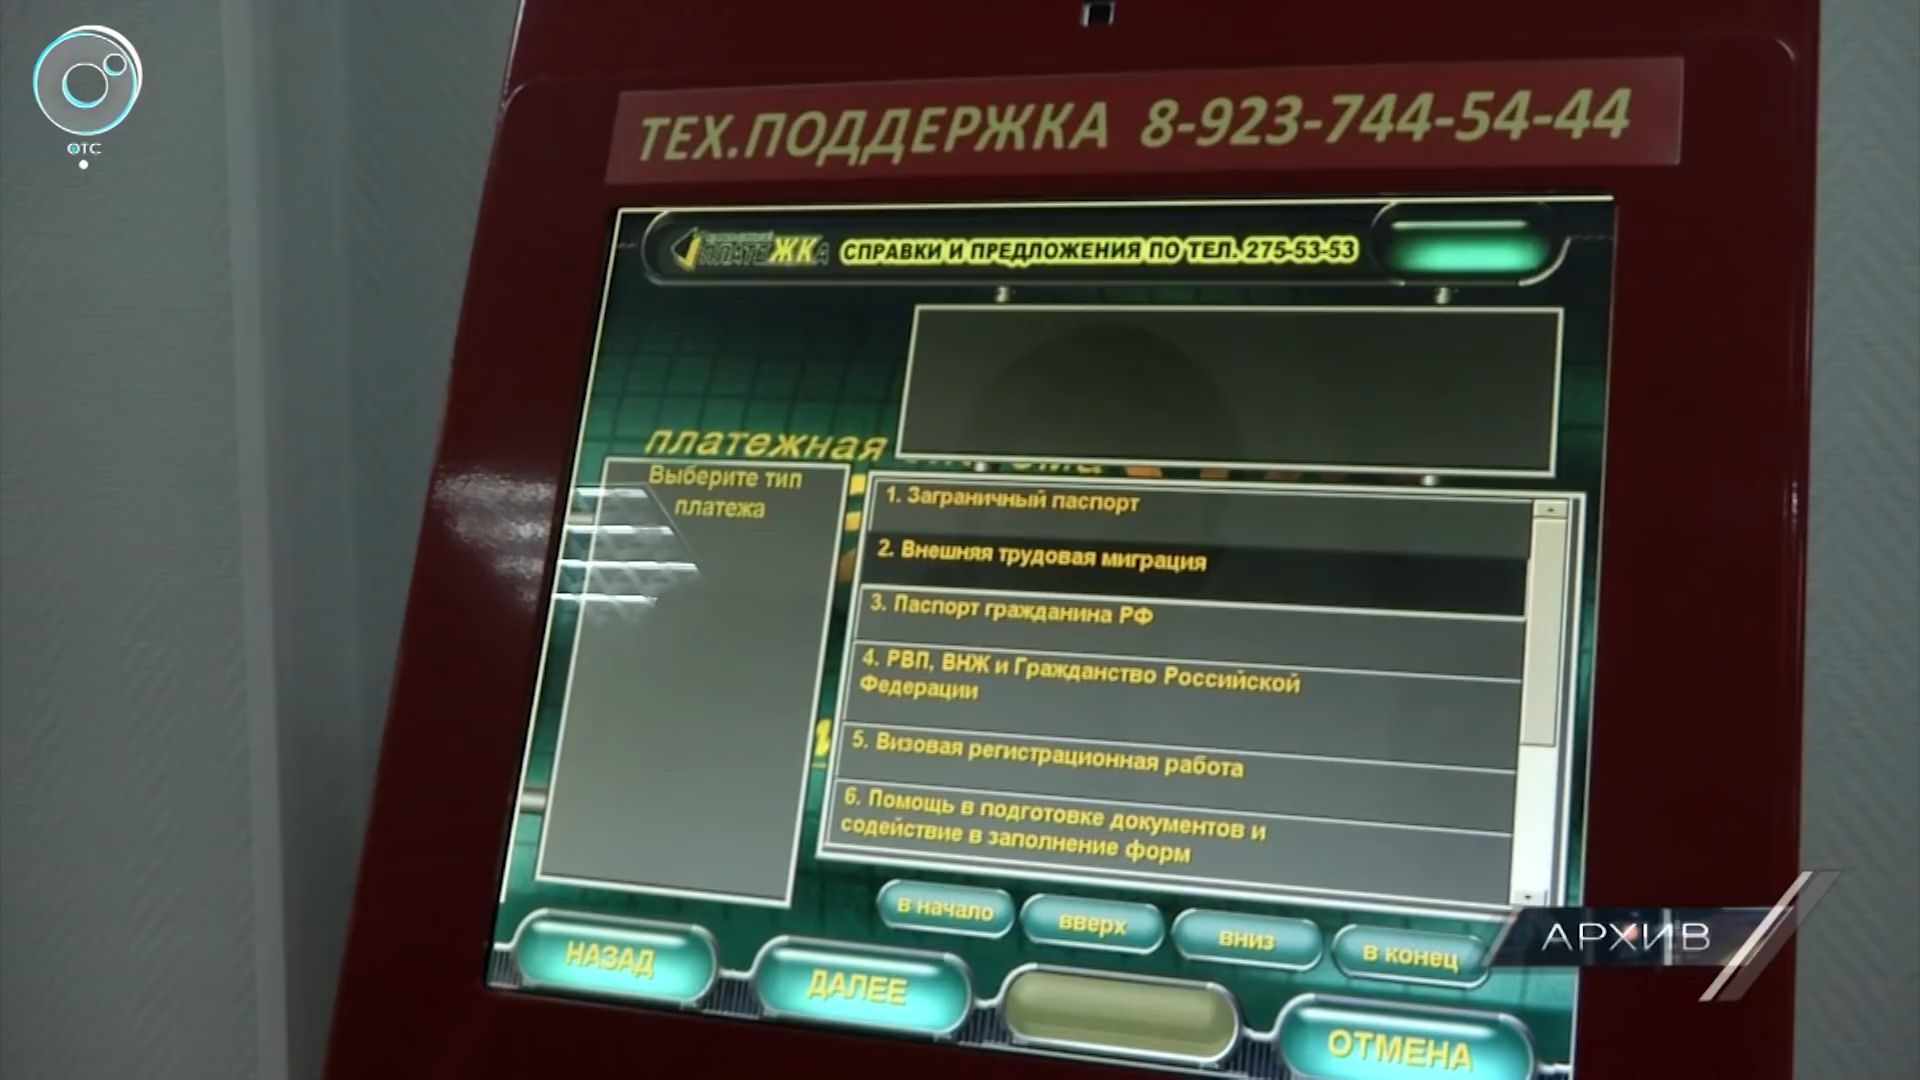 ОТС
ТЕХ.ПОДДЕРЖКА 8-923-744-54-44
ПЛАТЕЖКА СПРАВКИ И ПРЕДЛОЖЕНИЯ ПО ТЕЛ. 275-53-53
платежная
Выберите тип
платежа
1. Заграничный паспорт
2. Внешняя трудовая миграция
3. Паспорт гражданина РФ
4. РВП, ВНЖ и Гражданство Российской
Федерации
5. Визовая регистрационная работа
6. Помощь в подготовке документов и
содействие в заполнение форм
в начало вверх вниз в конец
НАЗАД ДАЛЕЕ ОТМЕНА
АРХИВ